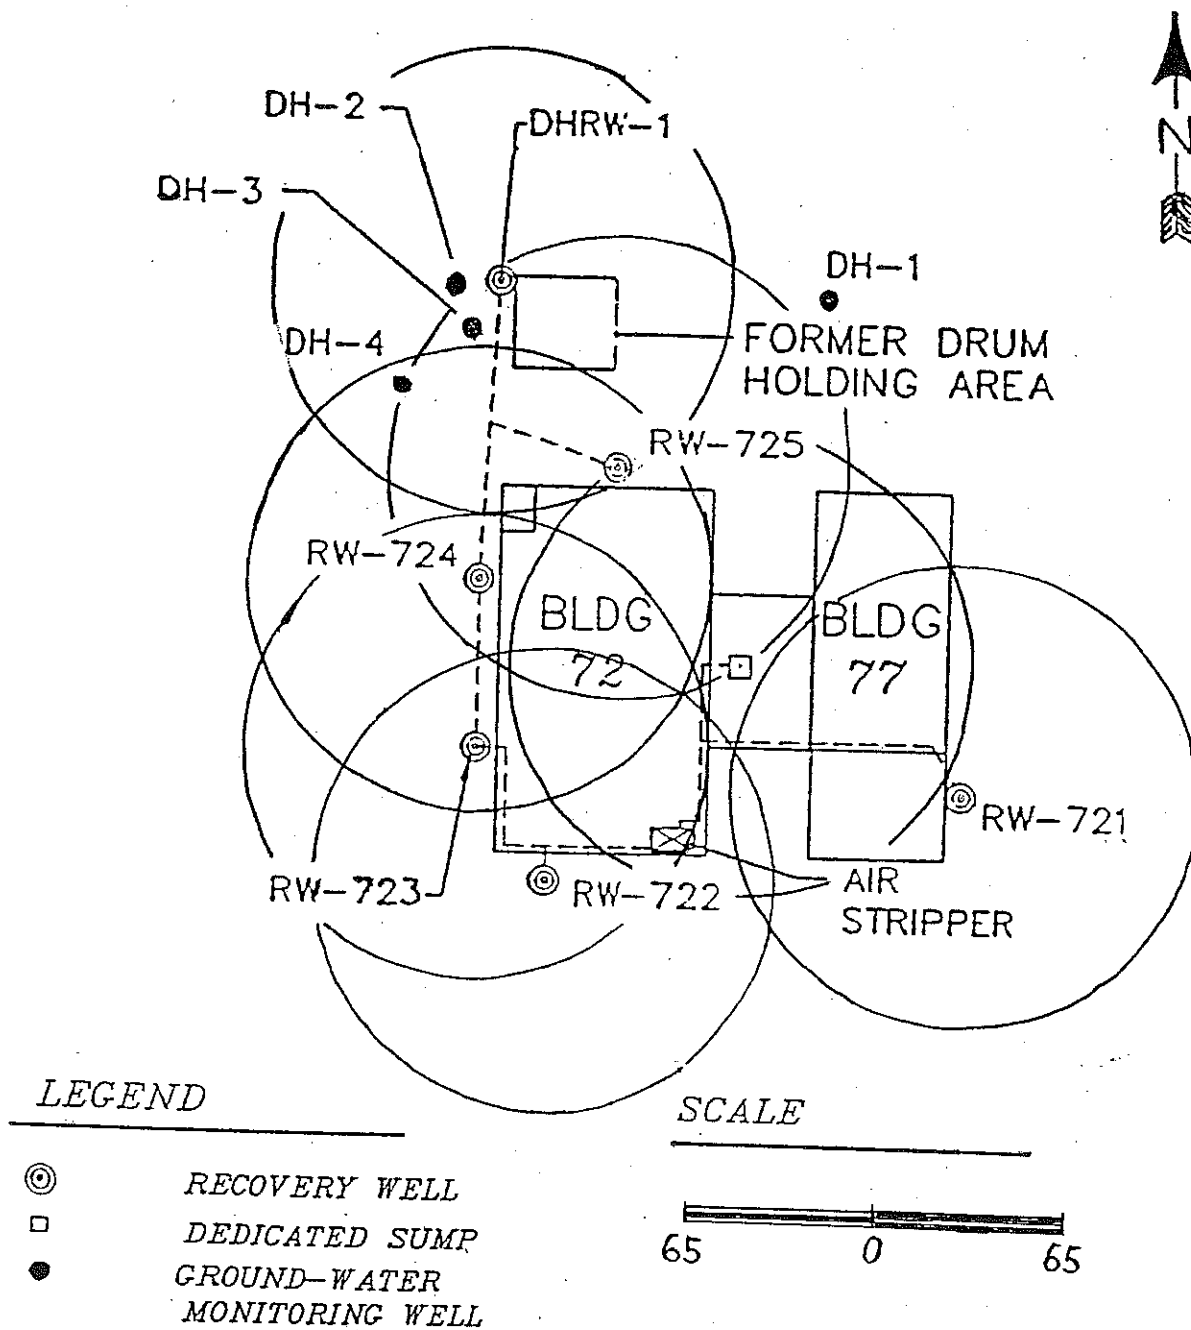 DH-2
DHRW-1
N
DH-3
DH-1
DH-4
FORMER DRUM
HOLDING AREA
RW-725
RW-724
BLDG
72
BLDG
77
RW-721
RW-723
RW-722
AIR
STRIPPER
LEGEND
RECOVERY WELL
DEDICATED SUMP
GROUND-WATER
MONITORING WELL
SCALE
65 0 65